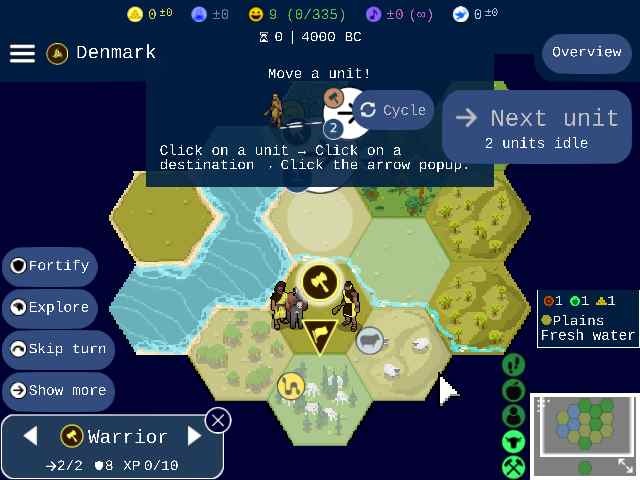 0 ±0 ±0 9 (0/335) ±0 (∞) 0 ±0
0 | 4000 BC
Denmark
Overview
Move a unit!
Cycle
2
Next unit
2 units idle
Click on a unit → Click on a
destination → Click the arrow popup.
Fortify
Explore
Skip turn
Show more
1 1 1
Plains
Fresh water
Warrior
2/2 8 XP 0/10